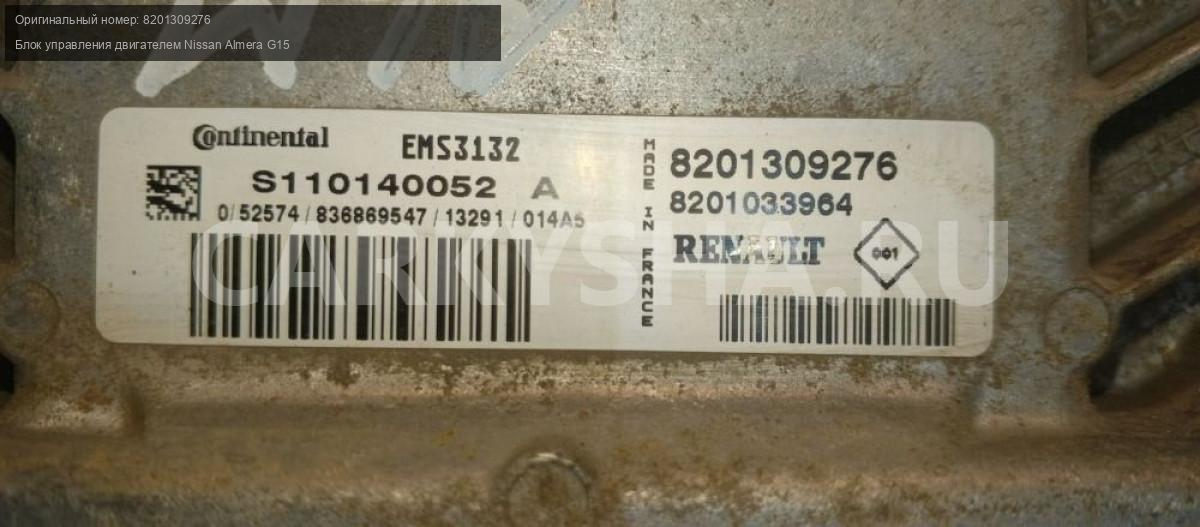 Оригинальный номер: 8201309276
Блок управления двигателем Nissan Almera G15
Continental EMS3132
S110140052 A
0/52574/836869547/13291/014A5
MADE IN FRANCE
8201309276
8201033964
RENAULT 001
CARKYSHA.RU